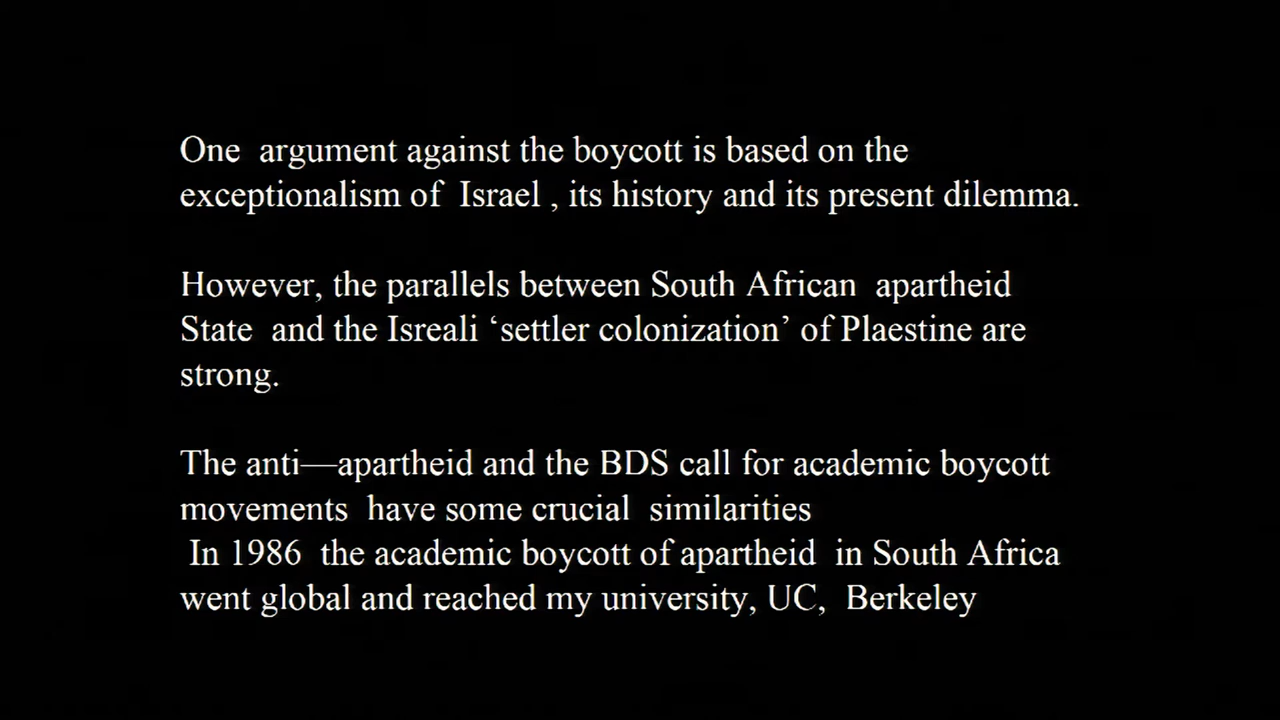 One  argument against the boycott is based on the
exceptionalism of  Israel , its history and its present dilemma.
However, the parallels between South African  apartheid
State  and the Isreali ‘settler colonization’ of Plaestine are
strong.
The anti—apartheid and the BDS call for academic boycott
movements  have some crucial  similarities
In 1986  the academic boycott of apartheid  in South Africa
went global and reached my university, UC,  Berkeley